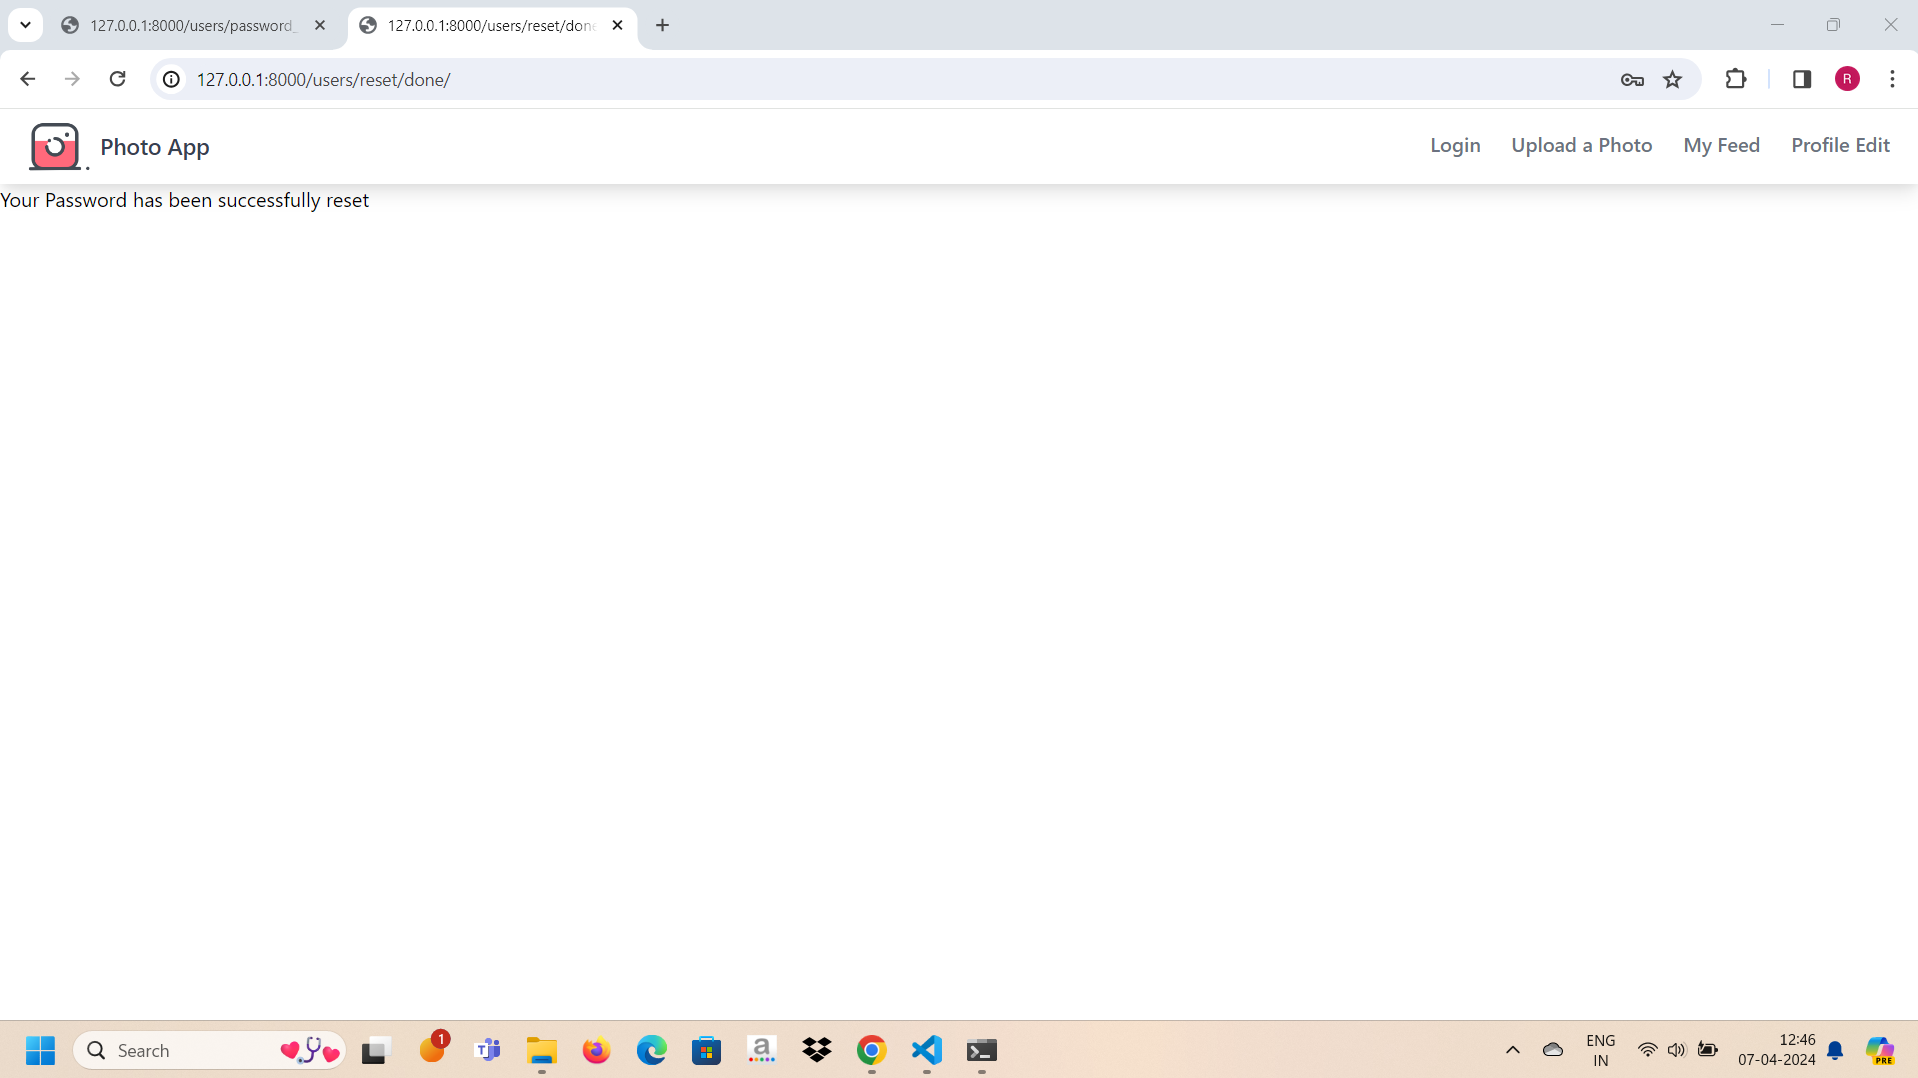 127.0.0.1:8000/users/password_
127.0.0.1:8000/users/reset/done
127.0.0.1:8000/users/reset/done/
R
Photo App
Login
Upload a Photo
My Feed
Profile Edit
Your Password has been successfully reset
Search
1
T
a
ENG
IN
12:46
07-04-2024
PRE